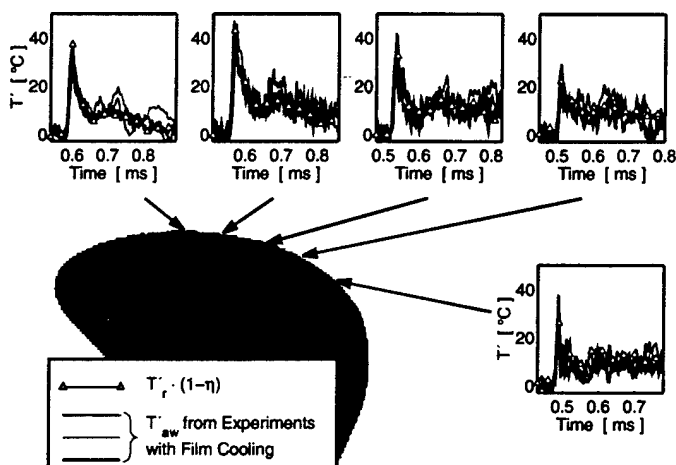 40
20
0
T' [ °C]
0.6 0.7 0.8
Time [ ms]
40
20
0
0.6 0.7 0.8
Time [ ms ]
40
20
0
0.5 0.6 0.7 0.8
Time [ ms ]
40
20
0
0.5 0.6 0.7 0.8
Time [ ms ]
40
20
0
T' [ °C]
0.5 0.6 0.7
Time [ ms ]
T'r · (1–η)
T'aw from Experiments
with Film Cooling